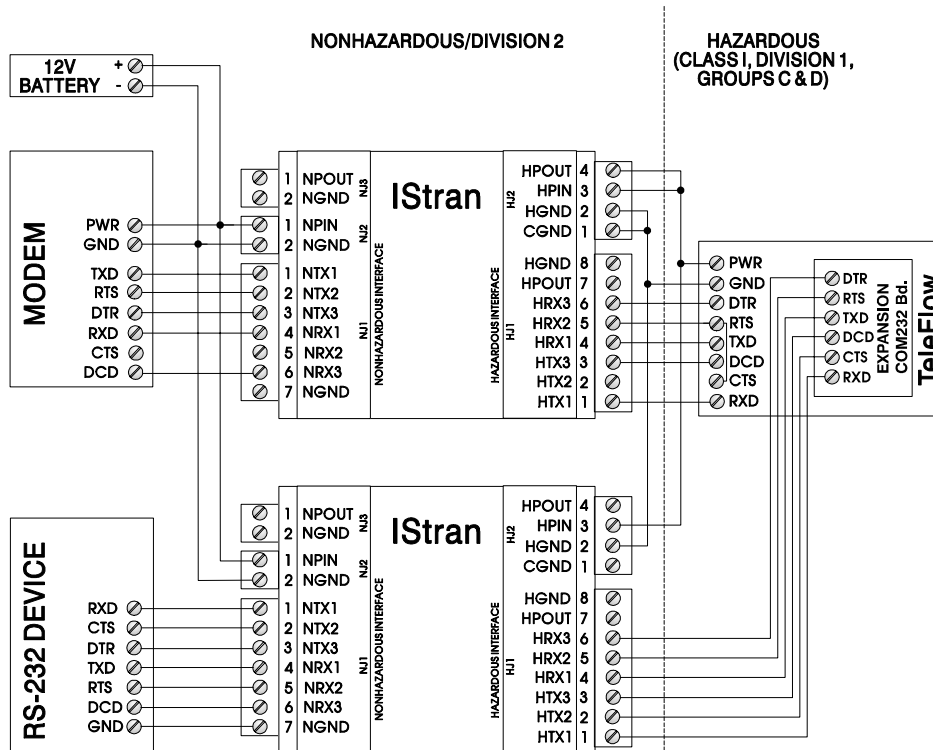 NONHAZARDOUS/DIVISION 2
HAZARDOUS
(CLASS I, DIVISION 1,
GROUPS C & D)
12V
BATTERY
+
-
MODEM
PWR
GND
TXD
RTS
DTR
RXD
CTS
DCD
1 NPOUT
2 NGND
NJ3
1 NPIN
2 NGND
NJ2
1 NTX1
2 NTX2
3 NTX3
4 NRX1
5 NRX2
6 NRX3
7 NGND
NJ1
NONHAZARDOUS INTERFACE
IStran
HPOUT 4
HPIN 3
HGND 2
CGND 1
HJ2
HGND 8
HPOUT 7
HRX3 6
HRX2 5
HRX1 4
HTX3 3
HTX2 2
HTX1 1
HJ1
HAZARDOUS INTERFACE
PWR
GND
DTR
RTS
TXD
DCD
CTS
RXD
DTR
RTS
TXD
DCD
CTS
RXD
EXPANSION
COM232 Bd.
TeleFlow
RS-232 DEVICE
RXD
CTS
DTR
TXD
RTS
DCD
GND
1 NPOUT
2 NGND
NJ3
1 NPIN
2 NGND
NJ2
1 NTX1
2 NTX2
3 NTX3
4 NRX1
5 NRX2
6 NRX3
7 NGND
NJ1
NONHAZARDOUS INTERFACE
IStran
HPOUT 4
HPIN 3
HGND 2
CGND 1
HJ2
HGND 8
HPOUT 7
HRX3 6
HRX2 5
HRX1 4
HTX3 3
HTX2 2
HTX1 1
HJ1
HAZARDOUS INTERFACE